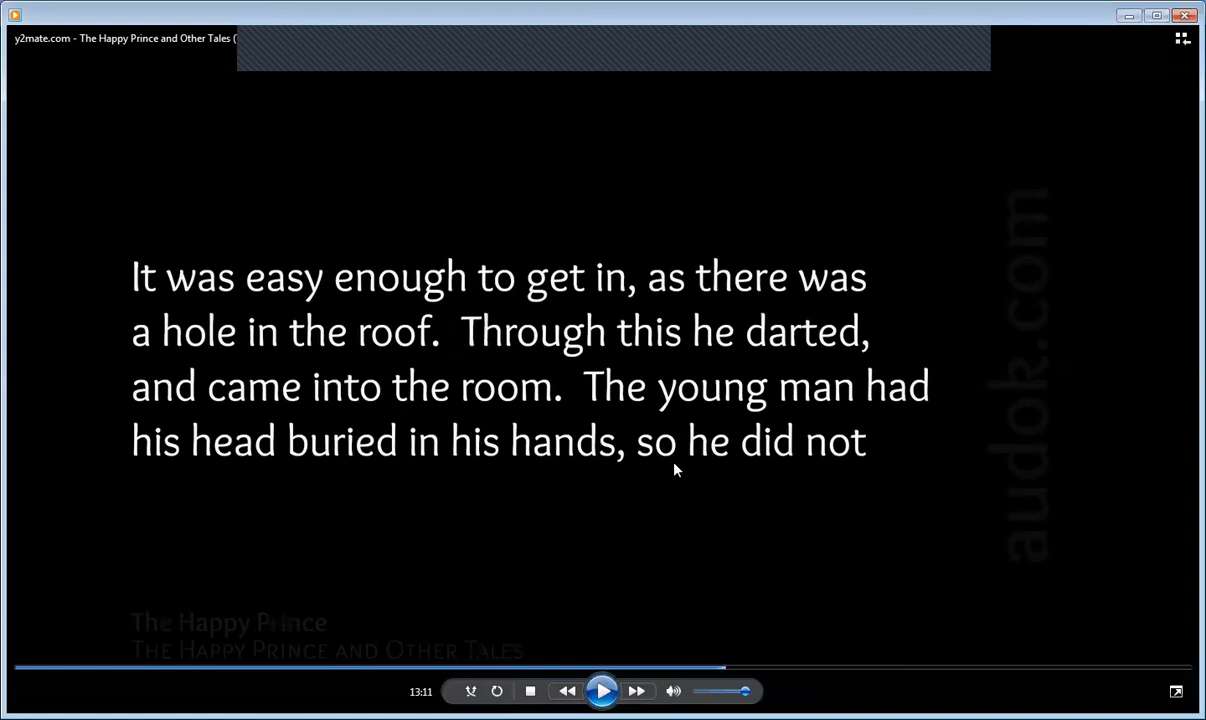 y2mate.com - The Happy Prince and Other Tales (
It was easy enough to get in, as there was
a hole in the roof.  Through this he darted,
and came into the room.  The young man had
his head buried in his hands, so he did not
audok.com
The Happy Prince
The Happy Prince and Other Tales
13:11